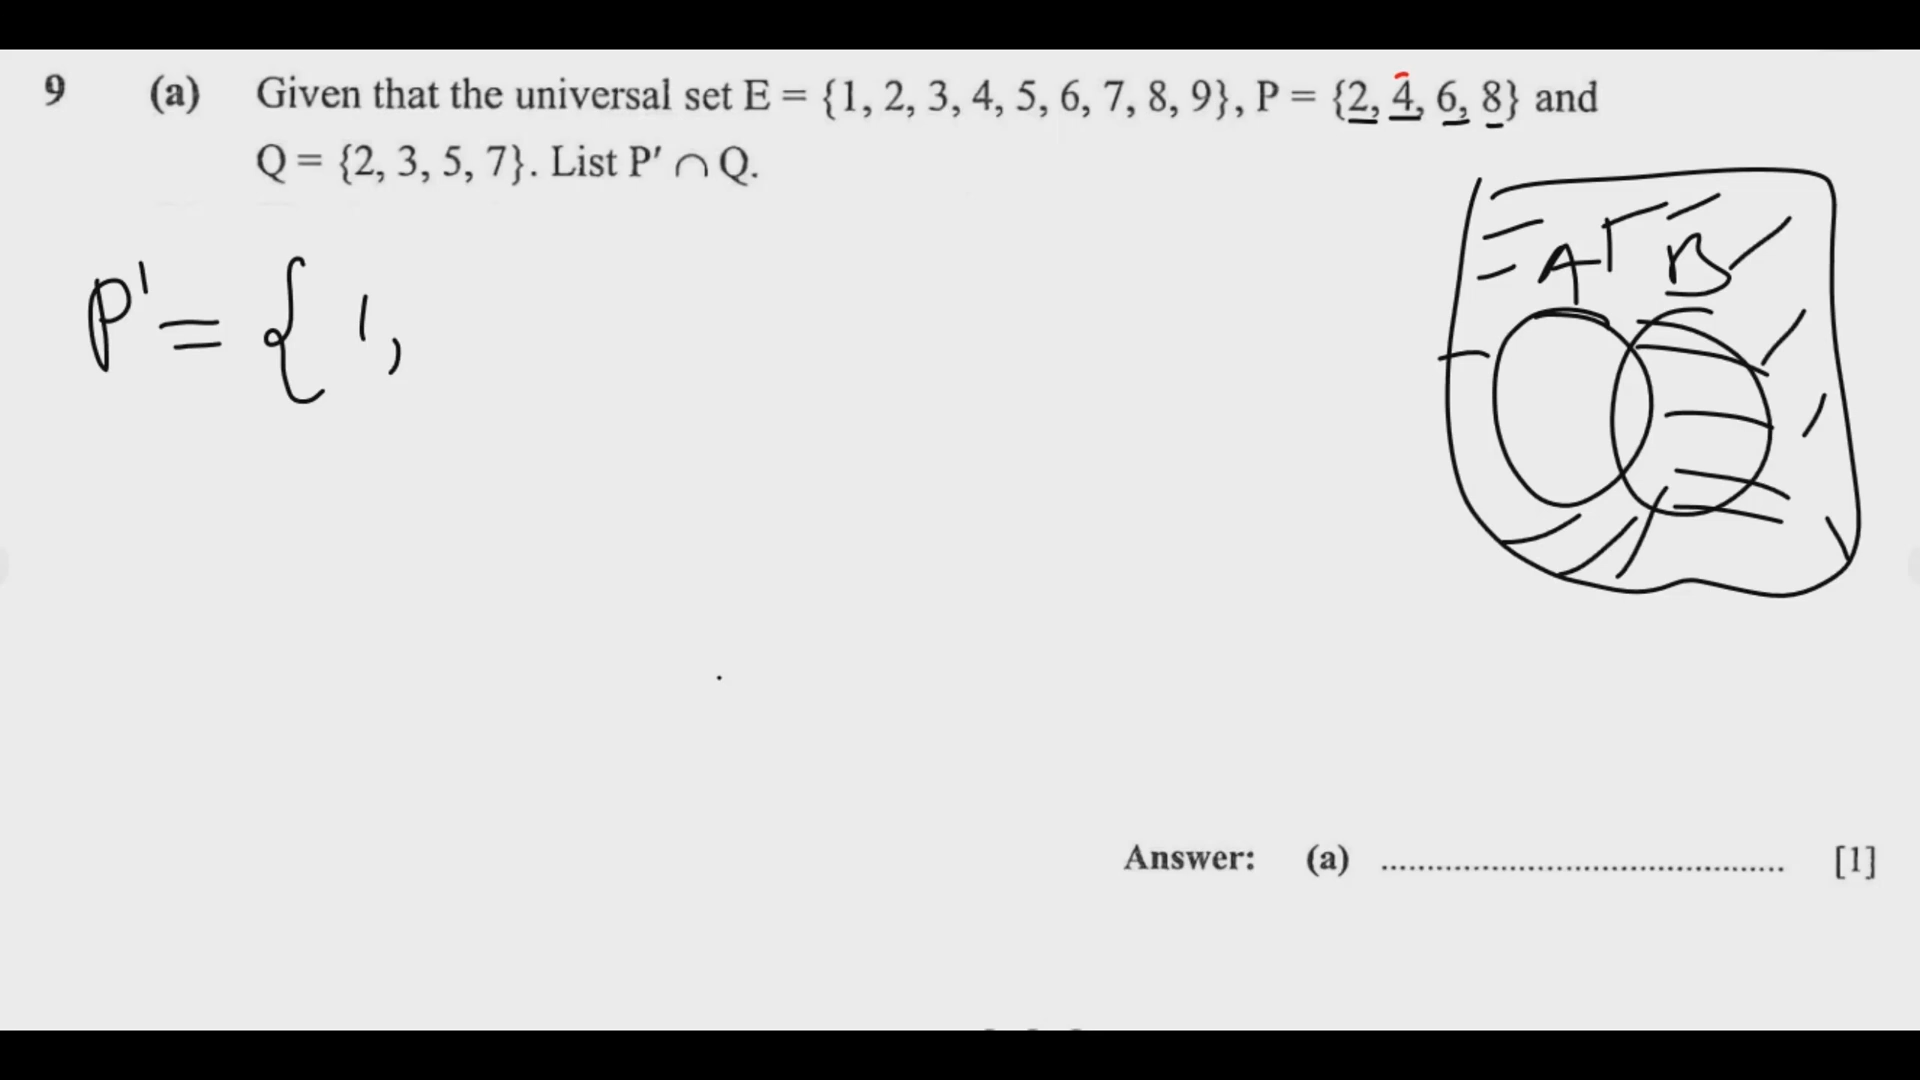 9 (a) Given that the universal set E = {1, 2, 3, 4, 5, 6, 7, 8, 9}, P = {2, 4, 6, 8} and
Q = {2, 3, 5, 7}. List P′ ∩ Q.
A' B
P' = { 1,
Answer: (a) .......................................... [1]